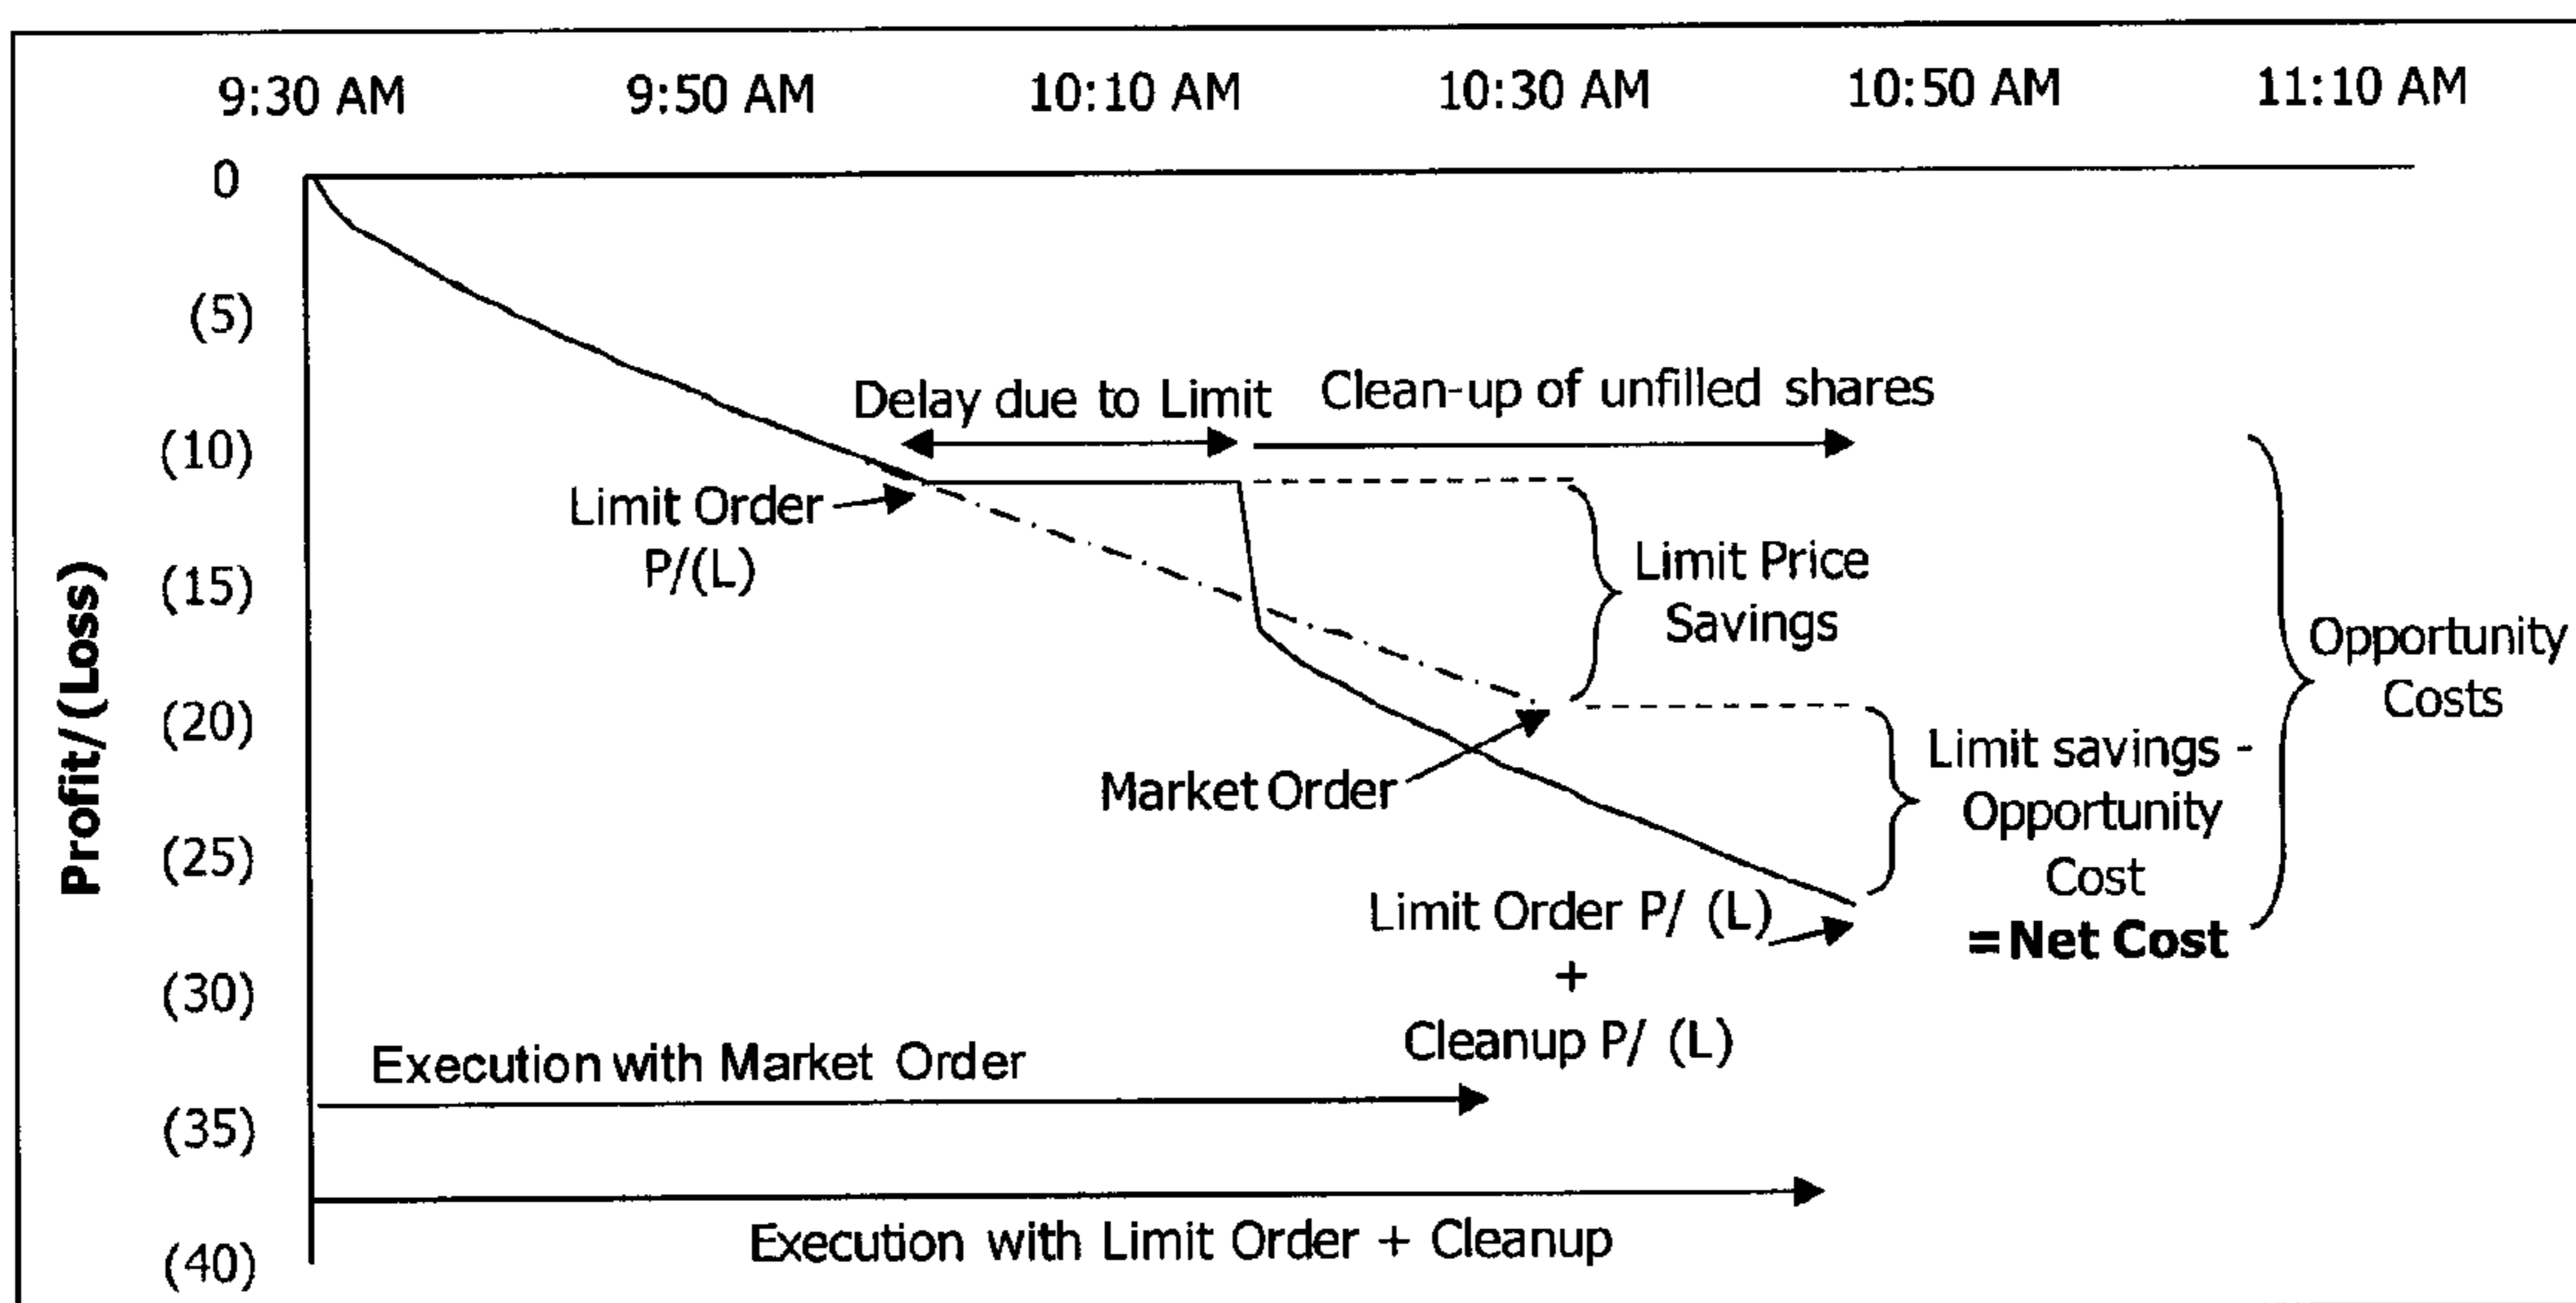 9:30 AM 9:50 AM 10:10 AM 10:30 AM 10:50 AM 11:10 AM
0
(5)
(10)
(15)
(20)
(25)
(30)
(35)
(40)
Profit/(Loss)
Delay due to Limit
Clean-up of unfilled shares
Limit Order
P/(L)
Limit Price
Savings
Opportunity
Costs
Market Order
Limit savings -
Opportunity
Cost
=Net Cost
Limit Order P/ (L)
+
Cleanup P/ (L)
Execution with Market Order
Execution with Limit Order + Cleanup